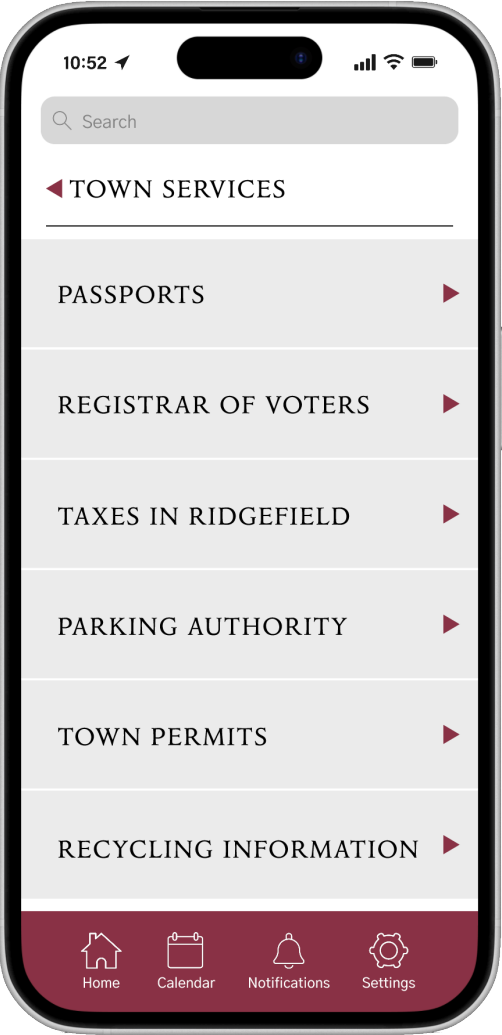 10:52
Search
TOWN SERVICES
PASSPORTS
REGISTRAR OF VOTERS
TAXES IN RIDGEFIELD
PARKING AUTHORITY
TOWN PERMITS
RECYCLING INFORMATION
Home Calendar Notifications Settings